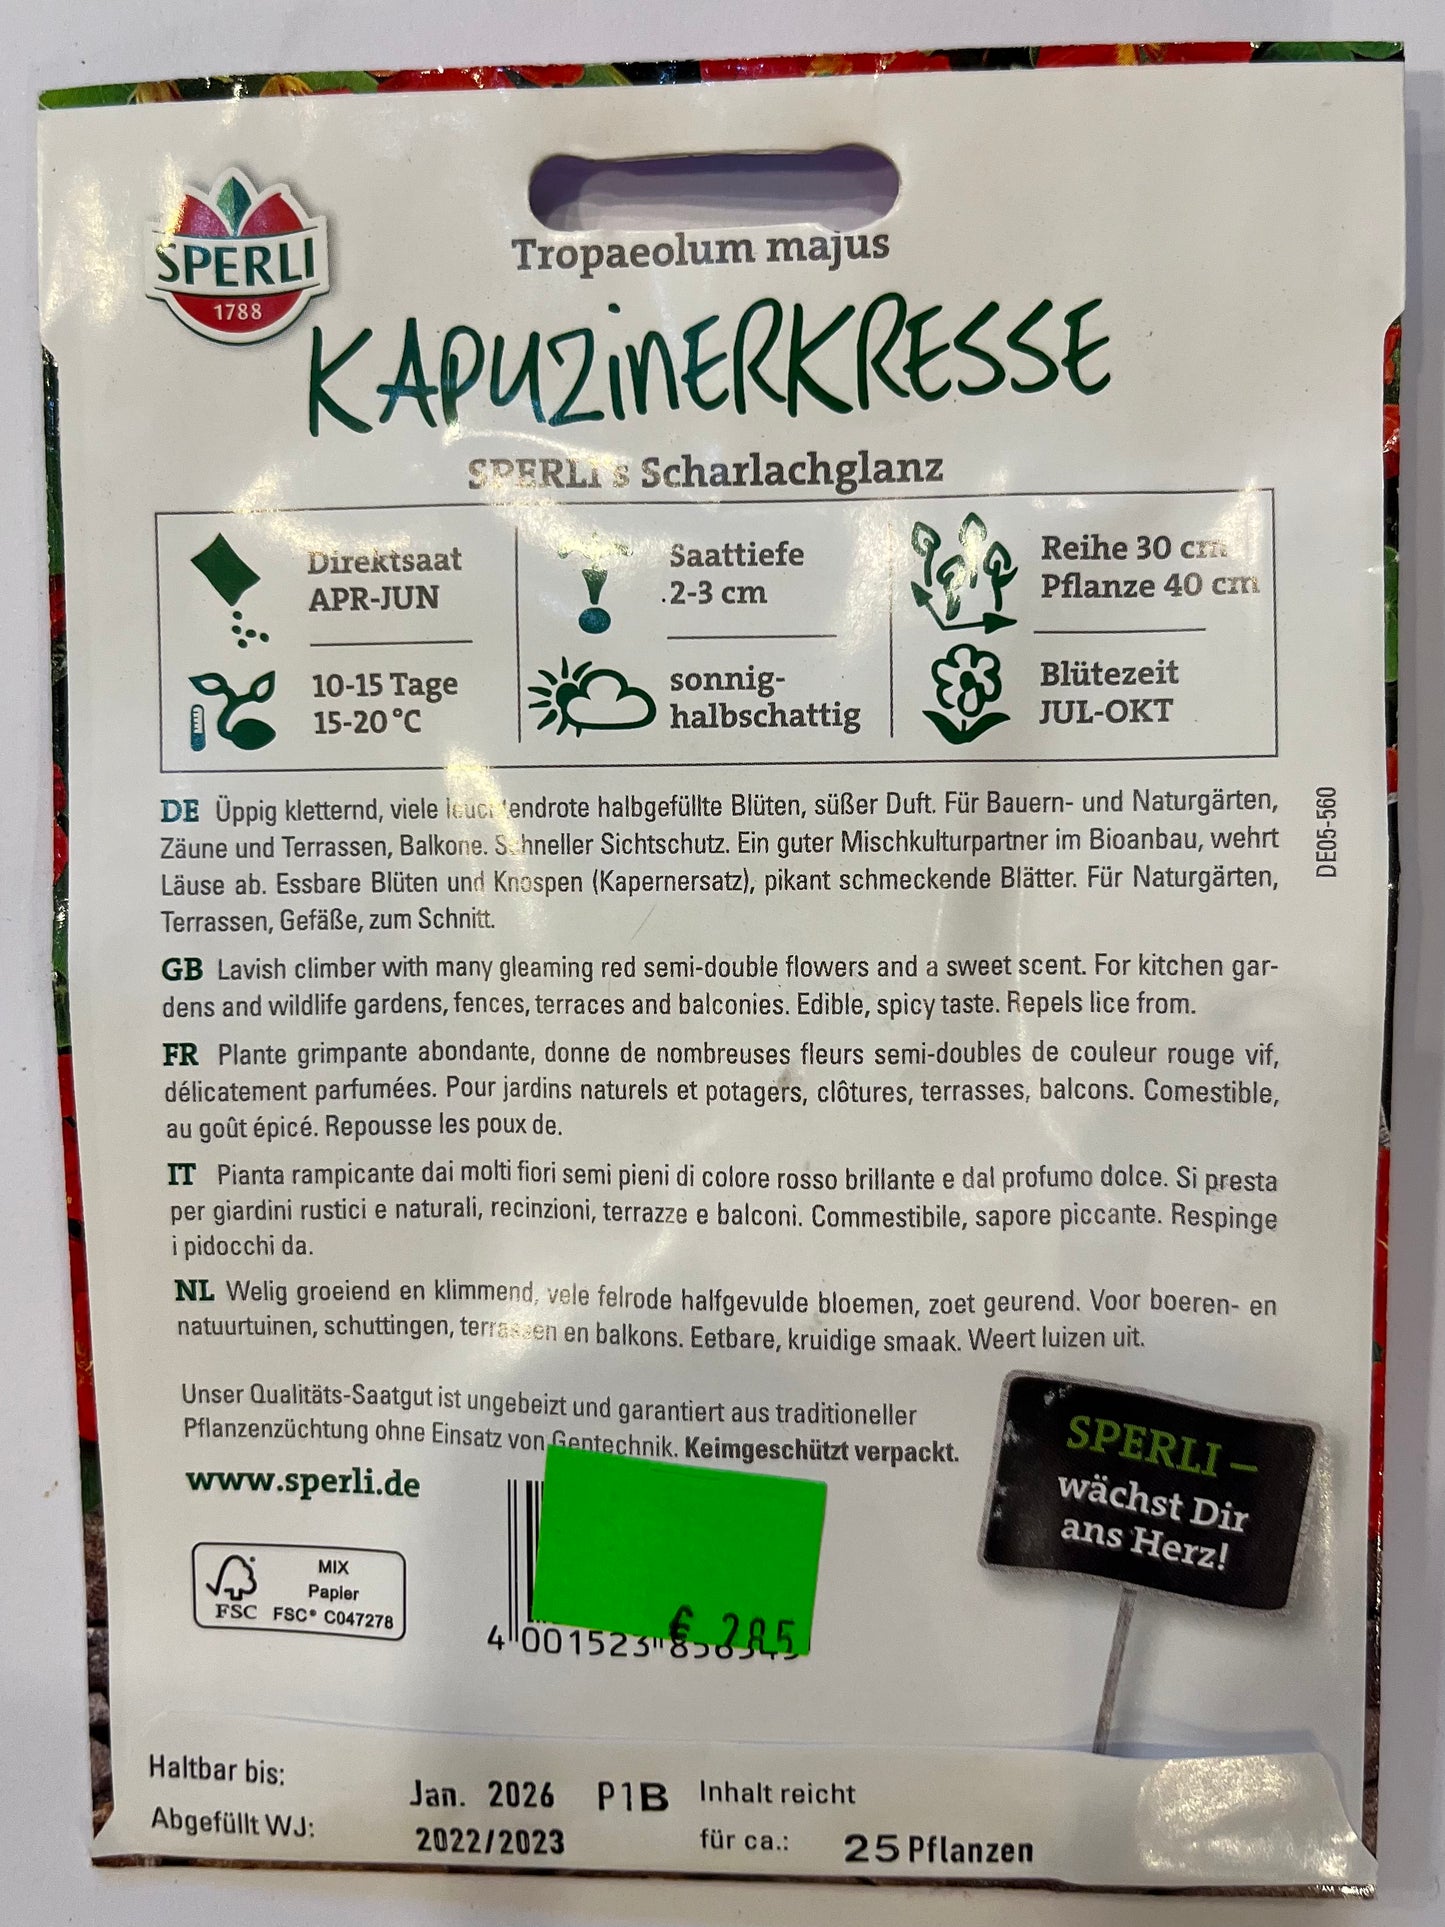 SPERLI
1788
Tropaeolum majus
KAPUZINERKRESSE
SPERLI's Scharlachglanz
Direktsaat
APR-JUN
10-15 Tage
15-20°C
Saattiefe
2-3 cm
sonnig-
halbschattig
Reihe 30 cm
Pflanze 40 cm
Blütezeit
JUL-OKT
DE Üppig kletternd, viele leuchtendrote halbgefüllte Blüten, süßer Duft. Für Bauern- und Naturgärten,
Zäune und Terrassen, Balkone. Schneller Sichtschutz. Ein guter Mischkulturpartner im Bioanbau, wehrt
Läuse ab. Essbare Blüten und Knospen (Kapernersatz), pikant schmeckende Blätter. Für Naturgärten,
Terrassen, Gefäße, zum Schnitt.
DE05-560
GB Lavish climber with many gleaming red semi-double flowers and a sweet scent. For kitchen gar-
dens and wildlife gardens, fences, terraces and balconies. Edible, spicy taste. Repels lice from.
FR Plante grimpante abondante, donne de nombreuses fleurs semi-doubles de couleur rouge vif,
délicatement parfumées. Pour jardins naturels et potagers, clôtures, terrasses, balcons. Comestible,
au goût épicé. Repousse les poux de.
IT Pianta rampicante dai molti fiori semi pieni di colore rosso brillante e dal profumo dolce. Si presta
per giardini rustici e naturali, recinzioni, terrazze e balconi. Commestibile, sapore piccante. Respinge
i pidocchi da.
NL Welig groeiend en klimmend, vele felrode halfgevulde bloemen, zoet geurend. Voor boeren- en
natuurtuinen, schuttingen, terrassen en balkons. Eetbare, kruidige smaak. Weert luizen uit.
Unser Qualitäts-Saatgut ist ungebeizt und garantiert aus traditioneller
Pflanzenzüchtung ohne Einsatz von Gentechnik. Keimgeschützt verpackt.
www.sperli.de
SPERLI –
wächst Dir
ans Herz!
MIX
Papier
FSC FSC® C047278
€ 2.85
4 001523
Haltbar bis: Jan. 2026 P1B
Abgefüllt WJ: 2022/2023
Inhalt reicht
für ca.: 25 Pflanzen